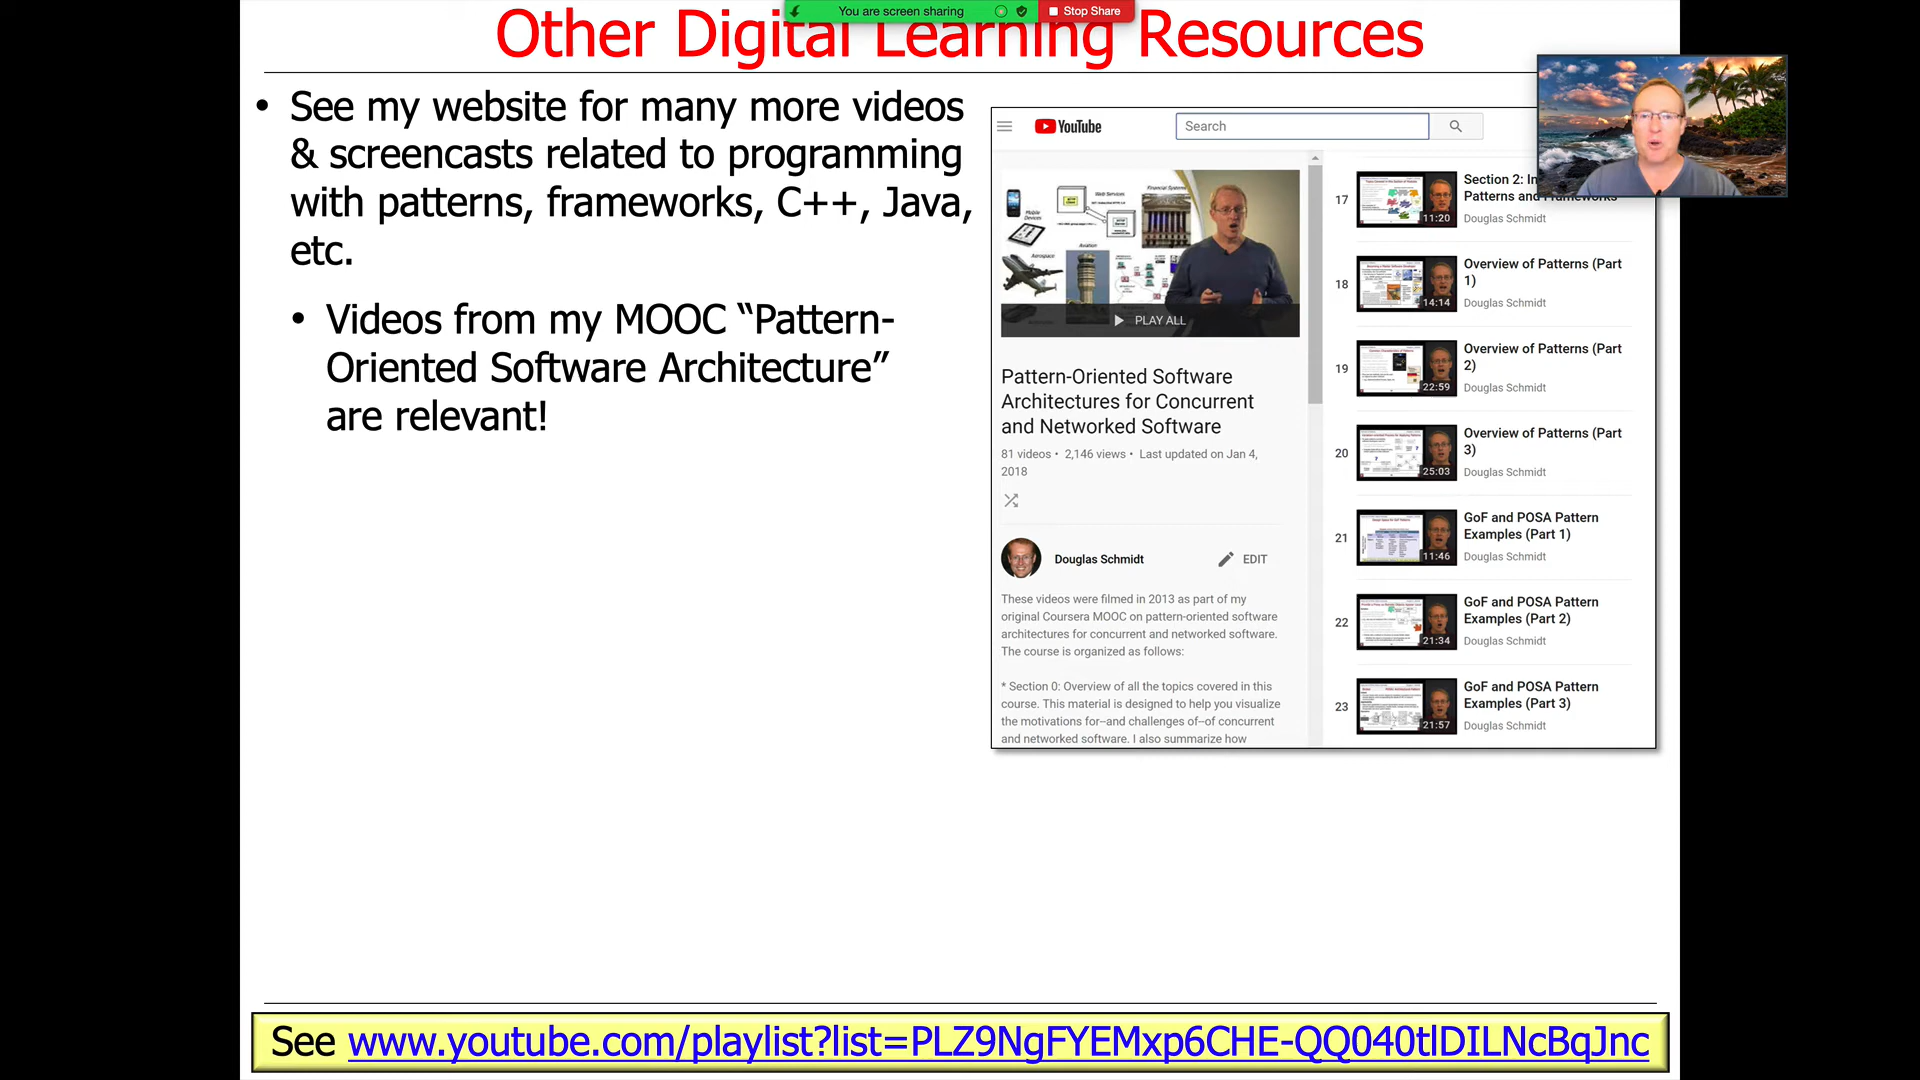 You are screen sharing
Stop Share
Other Digital Learning Resources
• See my website for many more videos
& screencasts related to programming
with patterns, frameworks, C++, Java,
etc.
• Videos from my MOOC “Pattern-
Oriented Software Architecture”
are relevant!
YouTube
Search
Mobile
Devices
Web Services
Financial Systems
Aviation
Aerospace
PLAY ALL
Pattern-Oriented Software
Architectures for Concurrent
and Networked Software
81 videos • 2,146 views • Last updated on Jan 4,
2018
Douglas Schmidt
EDIT
These videos were filmed in 2013 as part of my
original Coursera MOOC on pattern-oriented software
architectures for concurrent and networked software.
The course is organized as follows:
* Section 0: Overview of all the topics covered in this
course. This material is designed to help you visualize
the motivations for--and challenges of--of concurrent
and networked software. I also summarize how
17
11:20
Section 2:
Patterns and Frameworks
Douglas Schmidt
18
14:14
Overview of Patterns (Part
1)
Douglas Schmidt
19
22:59
Overview of Patterns (Part
2)
Douglas Schmidt
20
25:03
Overview of Patterns (Part
3)
Douglas Schmidt
21
11:46
GoF and POSA Pattern
Examples (Part 1)
Douglas Schmidt
22
21:34
GoF and POSA Pattern
Examples (Part 2)
Douglas Schmidt
23
21:57
GoF and POSA Pattern
Examples (Part 3)
Douglas Schmidt
See www.youtube.com/playlist?list=PLZ9NgFYEMxp6CHE-QQ040tlDILNcBqJnc